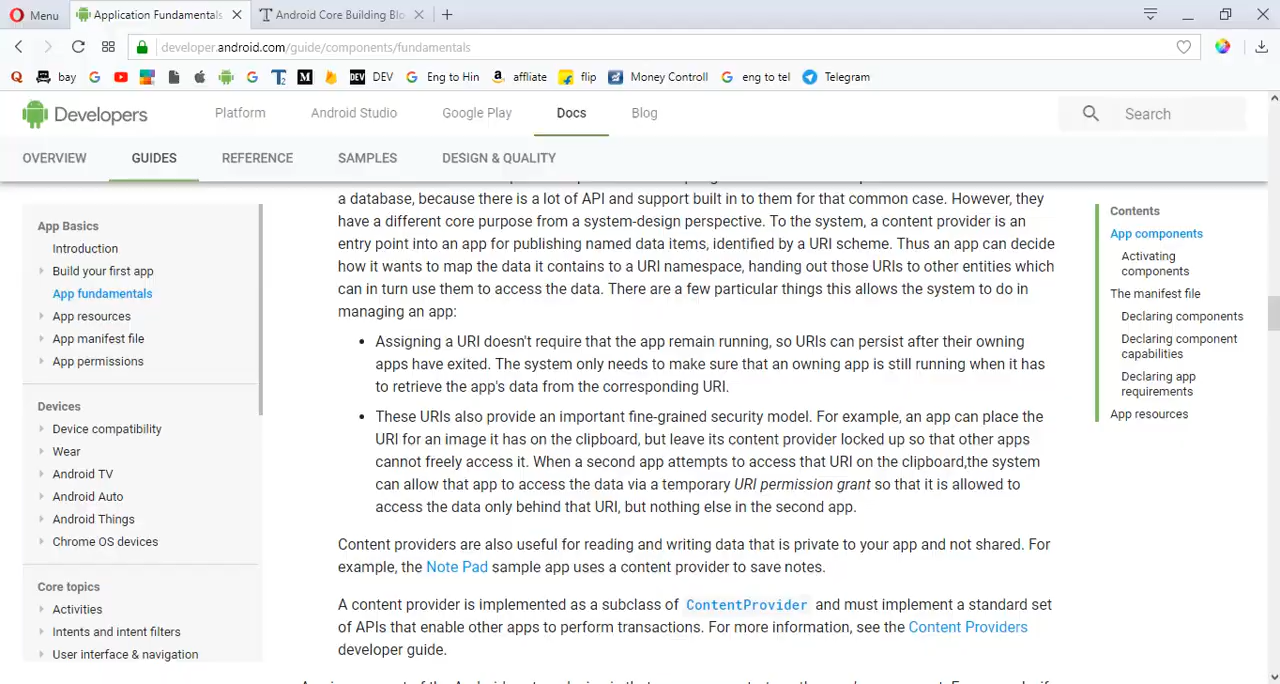 Menu
Application Fundamentals
Android Core Building Blo
developer.android.com/guide/components/fundamentals
bay
DEV DEV
Eng to Hin
affliate
flip
Money Controll
eng to tel
Telegram
Developers
Platform
Android Studio
Google Play
Docs
Blog
Search
OVERVIEW
GUIDES
REFERENCE
SAMPLES
DESIGN & QUALITY
App Basics
Introduction
Build your first app
App fundamentals
App resources
App manifest file
App permissions
Devices
Device compatibility
Wear
Android TV
Android Auto
Android Things
Chrome OS devices
Core topics
Activities
Intents and intent filters
User interface & navigation
a database, because there is a lot of API and support built in to them for that common case. However, they
have a different core purpose from a system-design perspective. To the system, a content provider is an
entry point into an app for publishing named data items, identified by a URI scheme. Thus an app can decide
how it wants to map the data it contains to a URI namespace, handing out those URIs to other entities which
can in turn use them to access the data. There are a few particular things this allows the system to do in
managing an app:
• Assigning a URI doesn't require that the app remain running, so URIs can persist after their owning
apps have exited. The system only needs to make sure that an owning app is still running when it has
to retrieve the app's data from the corresponding URI.
• These URIs also provide an important fine-grained security model. For example, an app can place the
URI for an image it has on the clipboard, but leave its content provider locked up so that other apps
cannot freely access it. When a second app attempts to access that URI on the clipboard,the system
can allow that app to access the data via a temporary URI permission grant so that it is allowed to
access the data only behind that URI, but nothing else in the second app.
Content providers are also useful for reading and writing data that is private to your app and not shared. For
example, the Note Pad sample app uses a content provider to save notes.
A content provider is implemented as a subclass of ContentProvider and must implement a standard set
of APIs that enable other apps to perform transactions. For more information, see the Content Providers
developer guide.
Contents
App components
Activating
components
The manifest file
Declaring components
Declaring component
capabilities
Declaring app
requirements
App resources